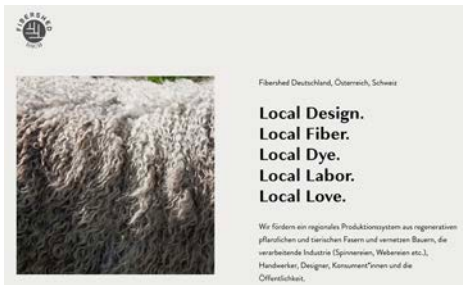 FIBERSHED
Fibershed Deutschland, Österreich, Schweiz
Local Design.
Local Fiber.
Local Dye.
Local Labor.
Local Love.
Wir fördern ein regionales Produktionssystem aus regenerativen
pflanzlichen und tierischen Fasern und vernetzen Bauern, die
verarbeitende Industrie (Spinnereien, Webereien etc.),
Handwerker, Designer, Konsument*innen und die
Öffentlichkeit.